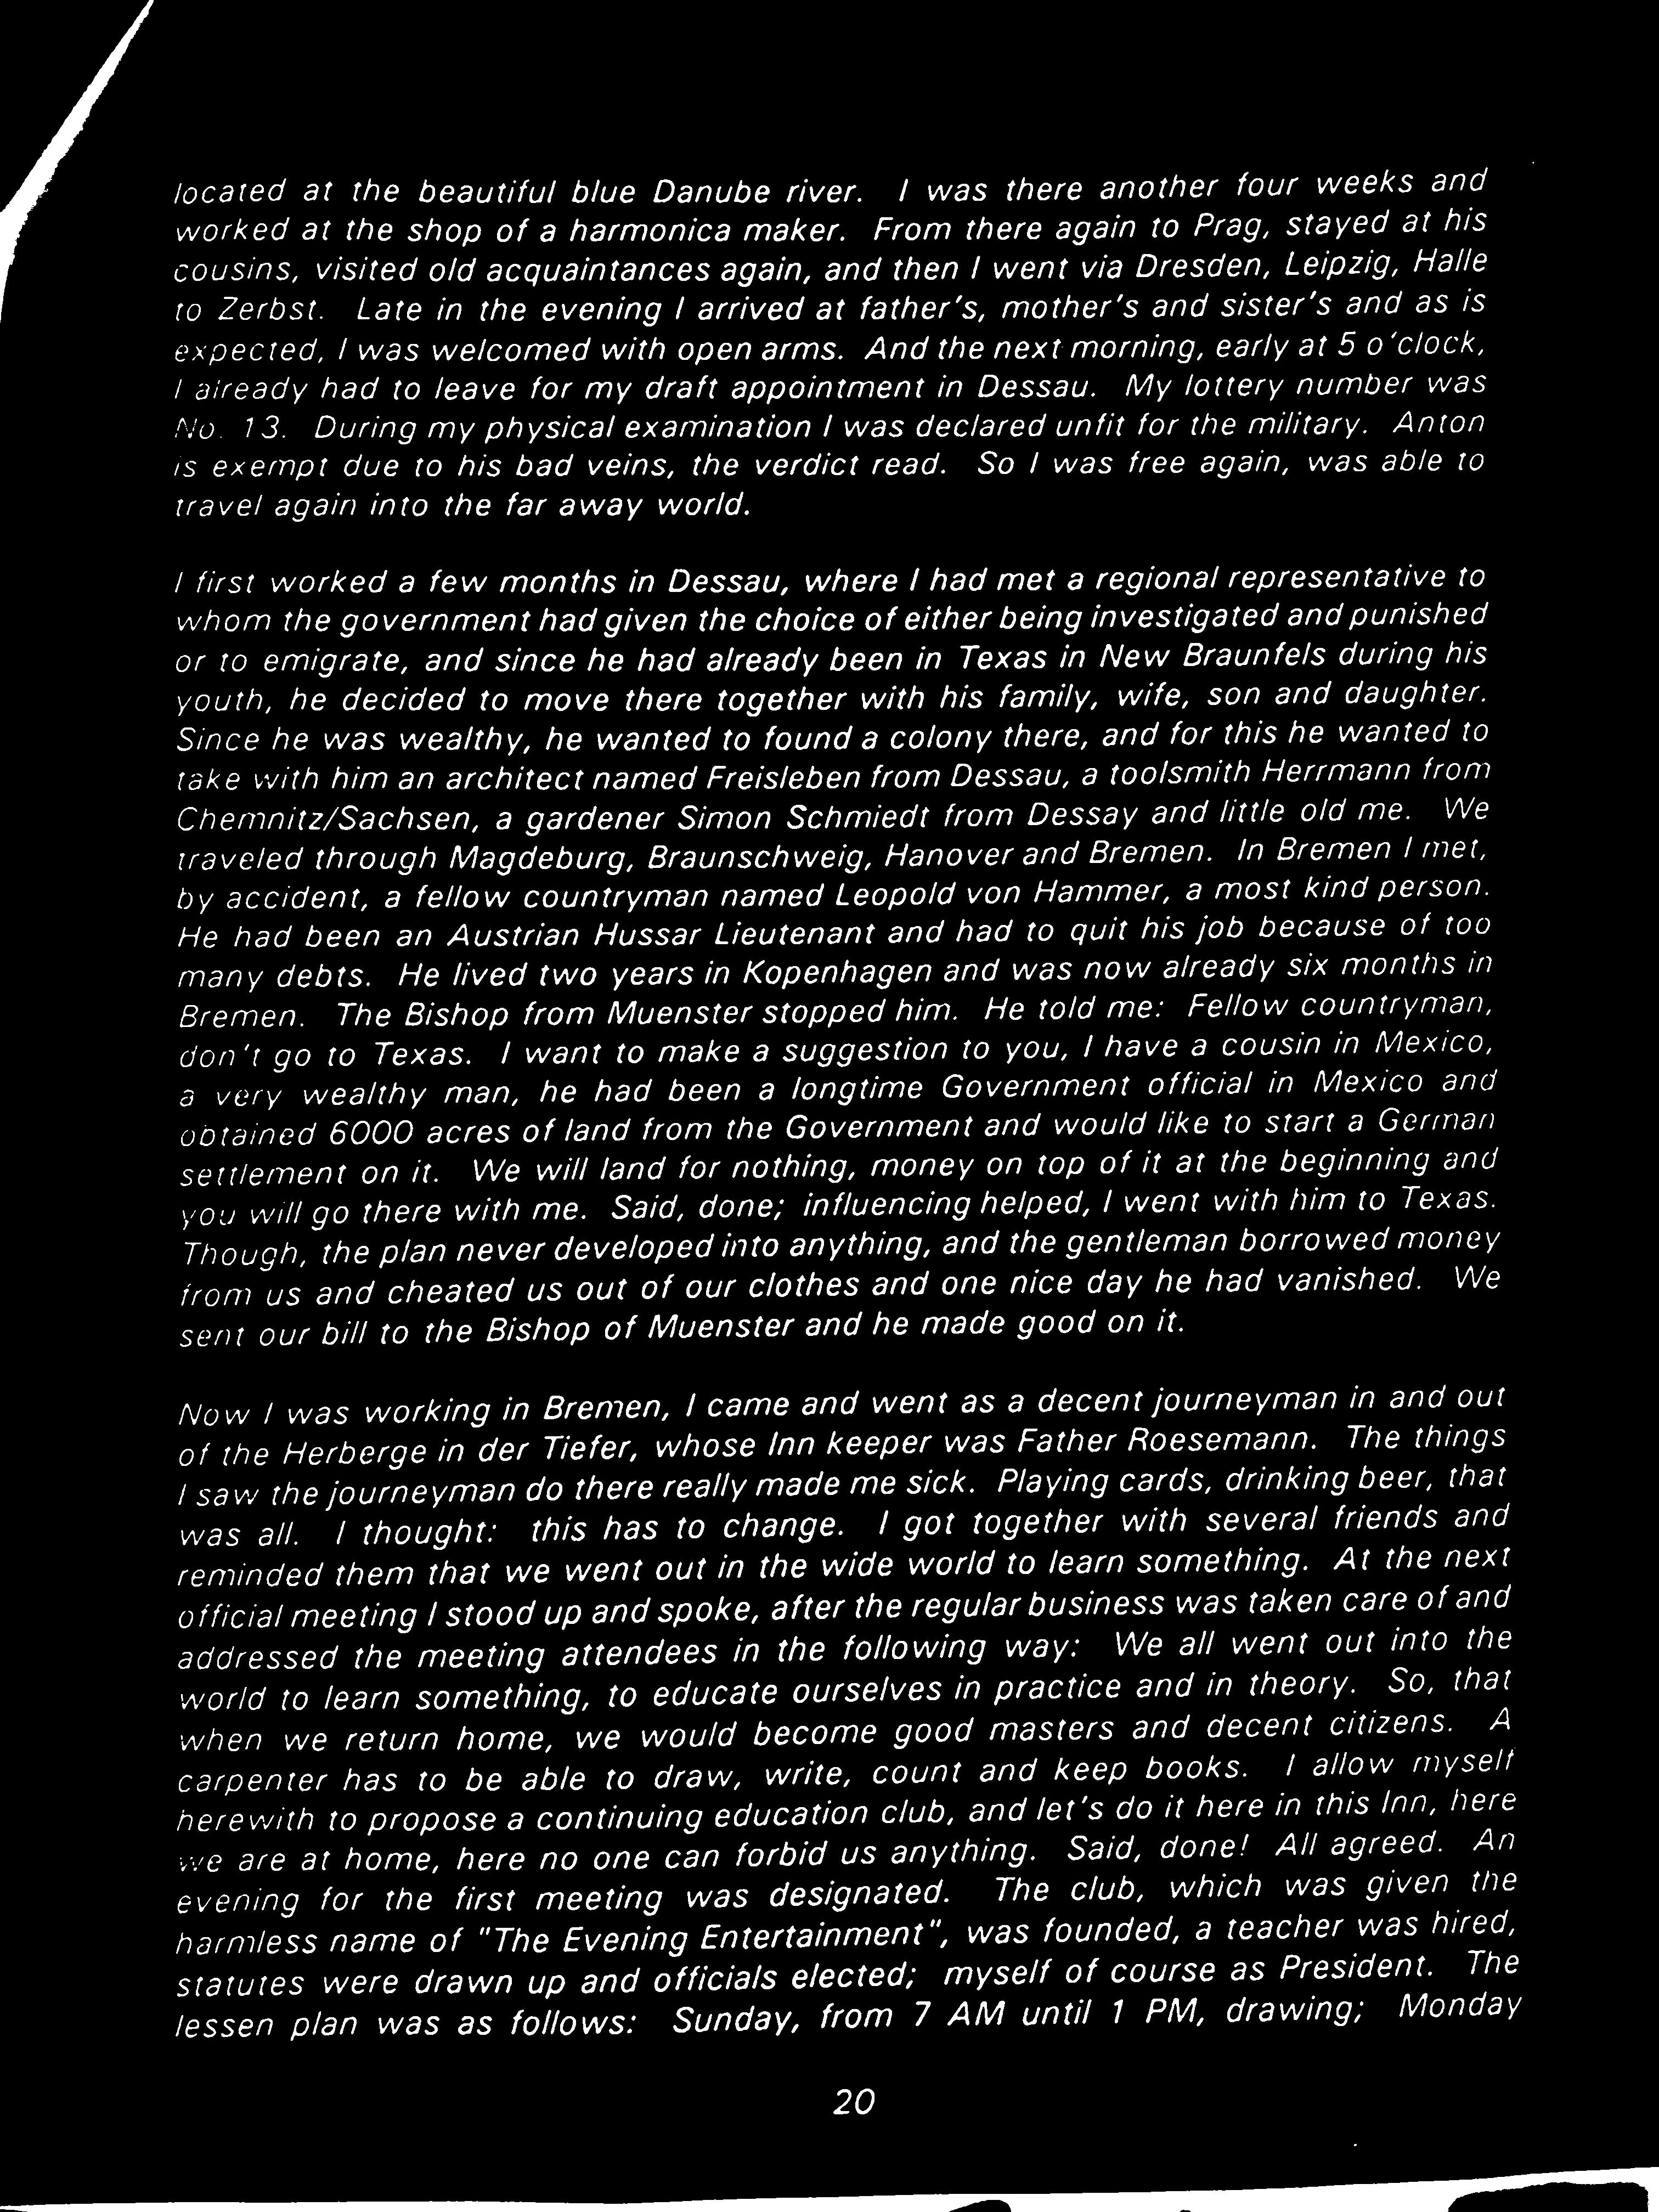 located at the beautiful blue Danube river. I was there another four weeks and
worked at the shop of a harmonica maker. From there again to Prag, stayed at his
cousins, visited old acquaintances again, and then I went via Dresden, Leipzig, Halle
to Zerbst. Late in the evening I arrived at father's, mother's and sister's and as is
expected, I was welcomed with open arms. And the next morning, early at 5 o'clock,
I already had to leave for my draft appointment in Dessau. My lottery number was
No. 13. During my physical examination I was declared unfit for the military. Anton
is exempt due to his bad veins, the verdict read. So I was free again, was able to
travel again into the far away world.

I first worked a few months in Dessau, where I had met a regional representative to
whom the government had given the choice of either being investigated and punished
or to emigrate, and since he had already been in Texas in New Braunfels during his
youth, he decided to move there together with his family, wife, son and daughter.
Since he was wealthy, he wanted to found a colony there, and for this he wanted to
take with him an architect named Freisleben from Dessau, a toolsmith Herrmann from
Chemnitz/Sachsen, a gardener Simon Schmiedt from Dessay and little old me. We
traveled through Magdeburg, Braunschweig, Hanover and Bremen. In Bremen I met,
by accident, a fellow countryman named Leopold von Hammer, a most kind person.
He had been an Austrian Hussar Lieutenant and had to quit his job because of too
many debts. He lived two years in Kopenhagen and was now already six months in
Bremen. The Bishop from Muenster stopped him. He told me: Fellow countryman,
don't go to Texas. I want to make a suggestion to you, I have a cousin in Mexico,
a very wealthy man, he had been a longtime Government official in Mexico and
obtained 6000 acres of land from the Government and would like to start a German
settlement on it. We will land for nothing, money on top of it at the beginning and
you will go there with me. Said, done; influencing helped, I went with him to Texas.
Though, the plan never developed into anything, and the gentleman borrowed money
from us and cheated us out of our clothes and one nice day he had vanished. We
sent our bill to the Bishop of Muenster and he made good on it.

Now I was working in Bremen, I came and went as a decent journeyman in and out
of the Herberge in der Tiefer, whose Inn keeper was Father Roesemann. The things
I saw the journeyman do there really made me sick. Playing cards, drinking beer, that
was all. I thought: this has to change. I got together with several friends and
reminded them that we went out in the wide world to learn something. At the next
official meeting I stood up and spoke, after the regular business was taken care of and
addressed the meeting attendees in the following way: We all went out into the
world to learn something, to educate ourselves in practice and in theory. So, that
when we return home, we would become good masters and decent citizens. A
carpenter has to be able to draw, write, count and keep books. I allow myself
herewith to propose a continuing education club, and let's do it here in this Inn, here
we are at home, here no one can forbid us anything. Said, done! All agreed. An
evening for the first meeting was designated. The club, which was given the
harmless name of "The Evening Entertainment", was founded, a teacher was hired,
statutes were drawn up and officials elected; myself of course as President. The
lessen plan was as follows: Sunday, from 7 AM until 1 PM, drawing; Monday

20